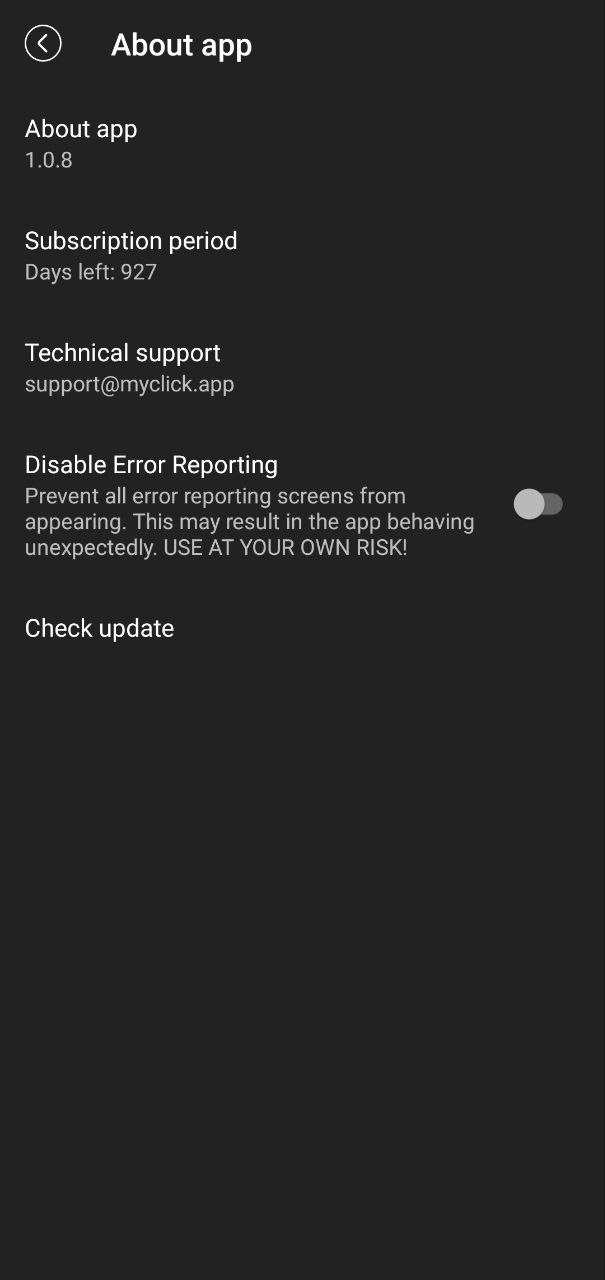 About app
About app
1.0.8
Subscription period
Days left: 927
Technical support
support@myclick.app
Disable Error Reporting
Prevent all error reporting screens from
appearing. This may result in the app behaving
unexpectedly. USE AT YOUR OWN RISK!
Check update